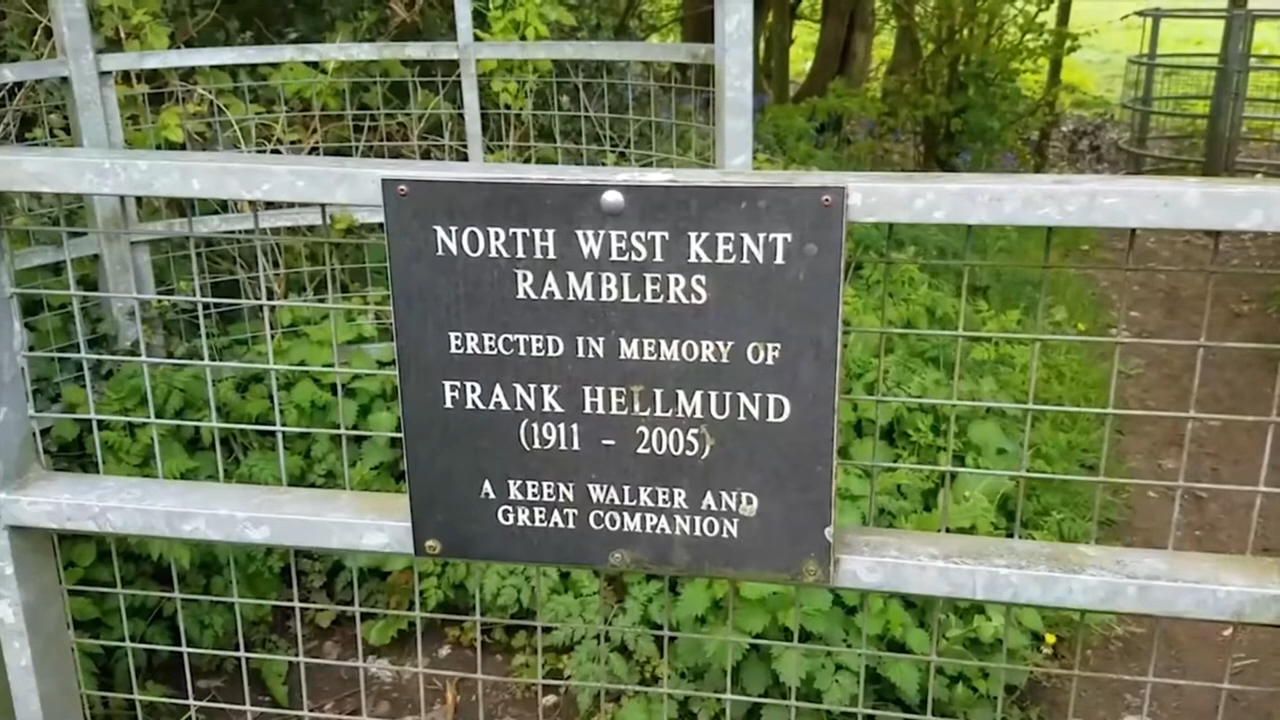 NORTH WEST KENT
RAMBLERS
ERECTED IN MEMORY OF
FRANK HELLMUND
(1911 - 2005)
A KEEN WALKER AND
GREAT COMPANION